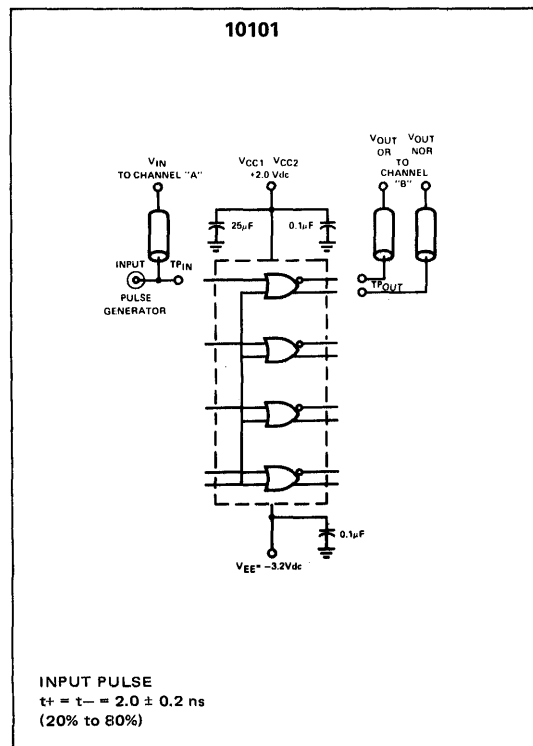 10101
VIN
TO CHANNEL "A"
VCC1 VCC2
+2.0 Vdc
VOUT VOUT
OR NOR
TO
CHANNEL
"B"
25μF
0.1μF
INPUT
TPIN
PULSE
GENERATOR
TPOUT
0.1μF
VEE= −3.2Vdc
INPUT PULSE
t+ = t− = 2.0 ± 0.2 ns
(20% to 80%)